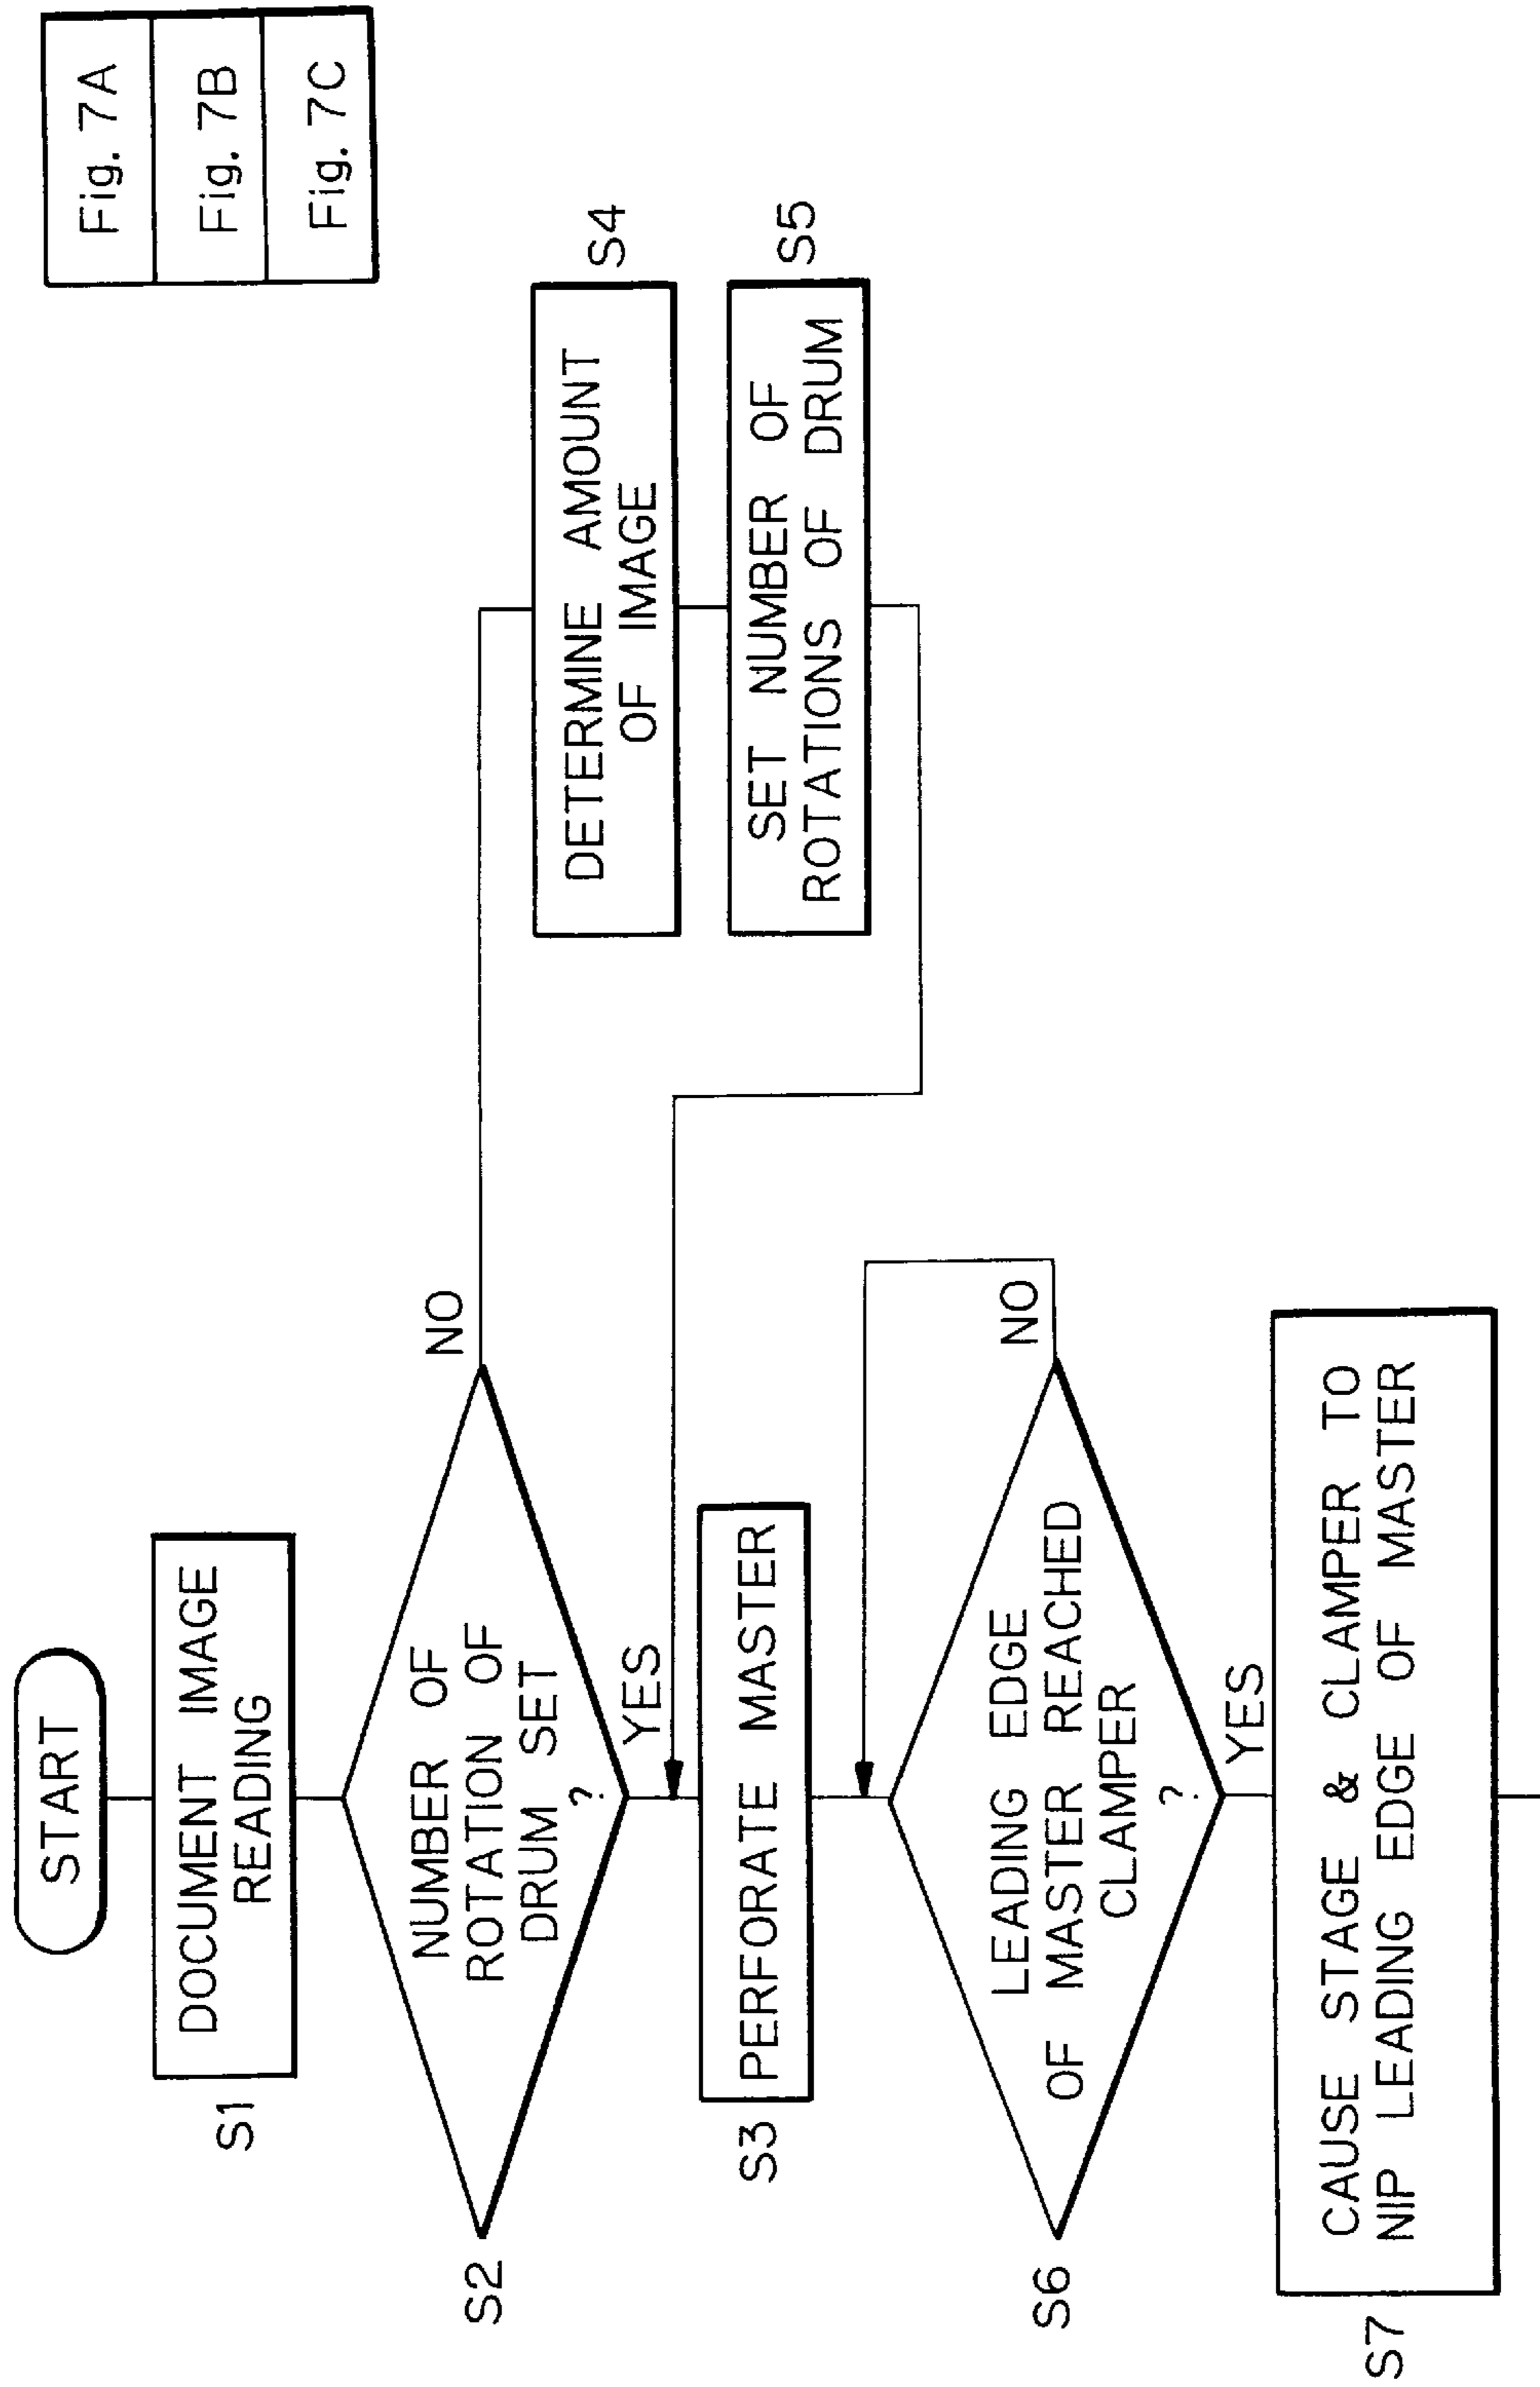 Fig. 7A
Fig. 7B
Fig. 7C
START
S1
DOCUMENT IMAGE
READING
S2
NUMBER OF
ROTATION OF
DRUM SET
?
NO
YES
S4
DETERMINE AMOUNT
OF IMAGE
S5
SET NUMBER OF
ROTATIONS OF DRUM
S3
PERFORATE MASTER
S6
LEADING EDGE
OF MASTER REACHED
CLAMPER
?
NO
YES
S7
CAUSE STAGE & CLAMPER TO
NIP LEADING EDGE OF MASTER